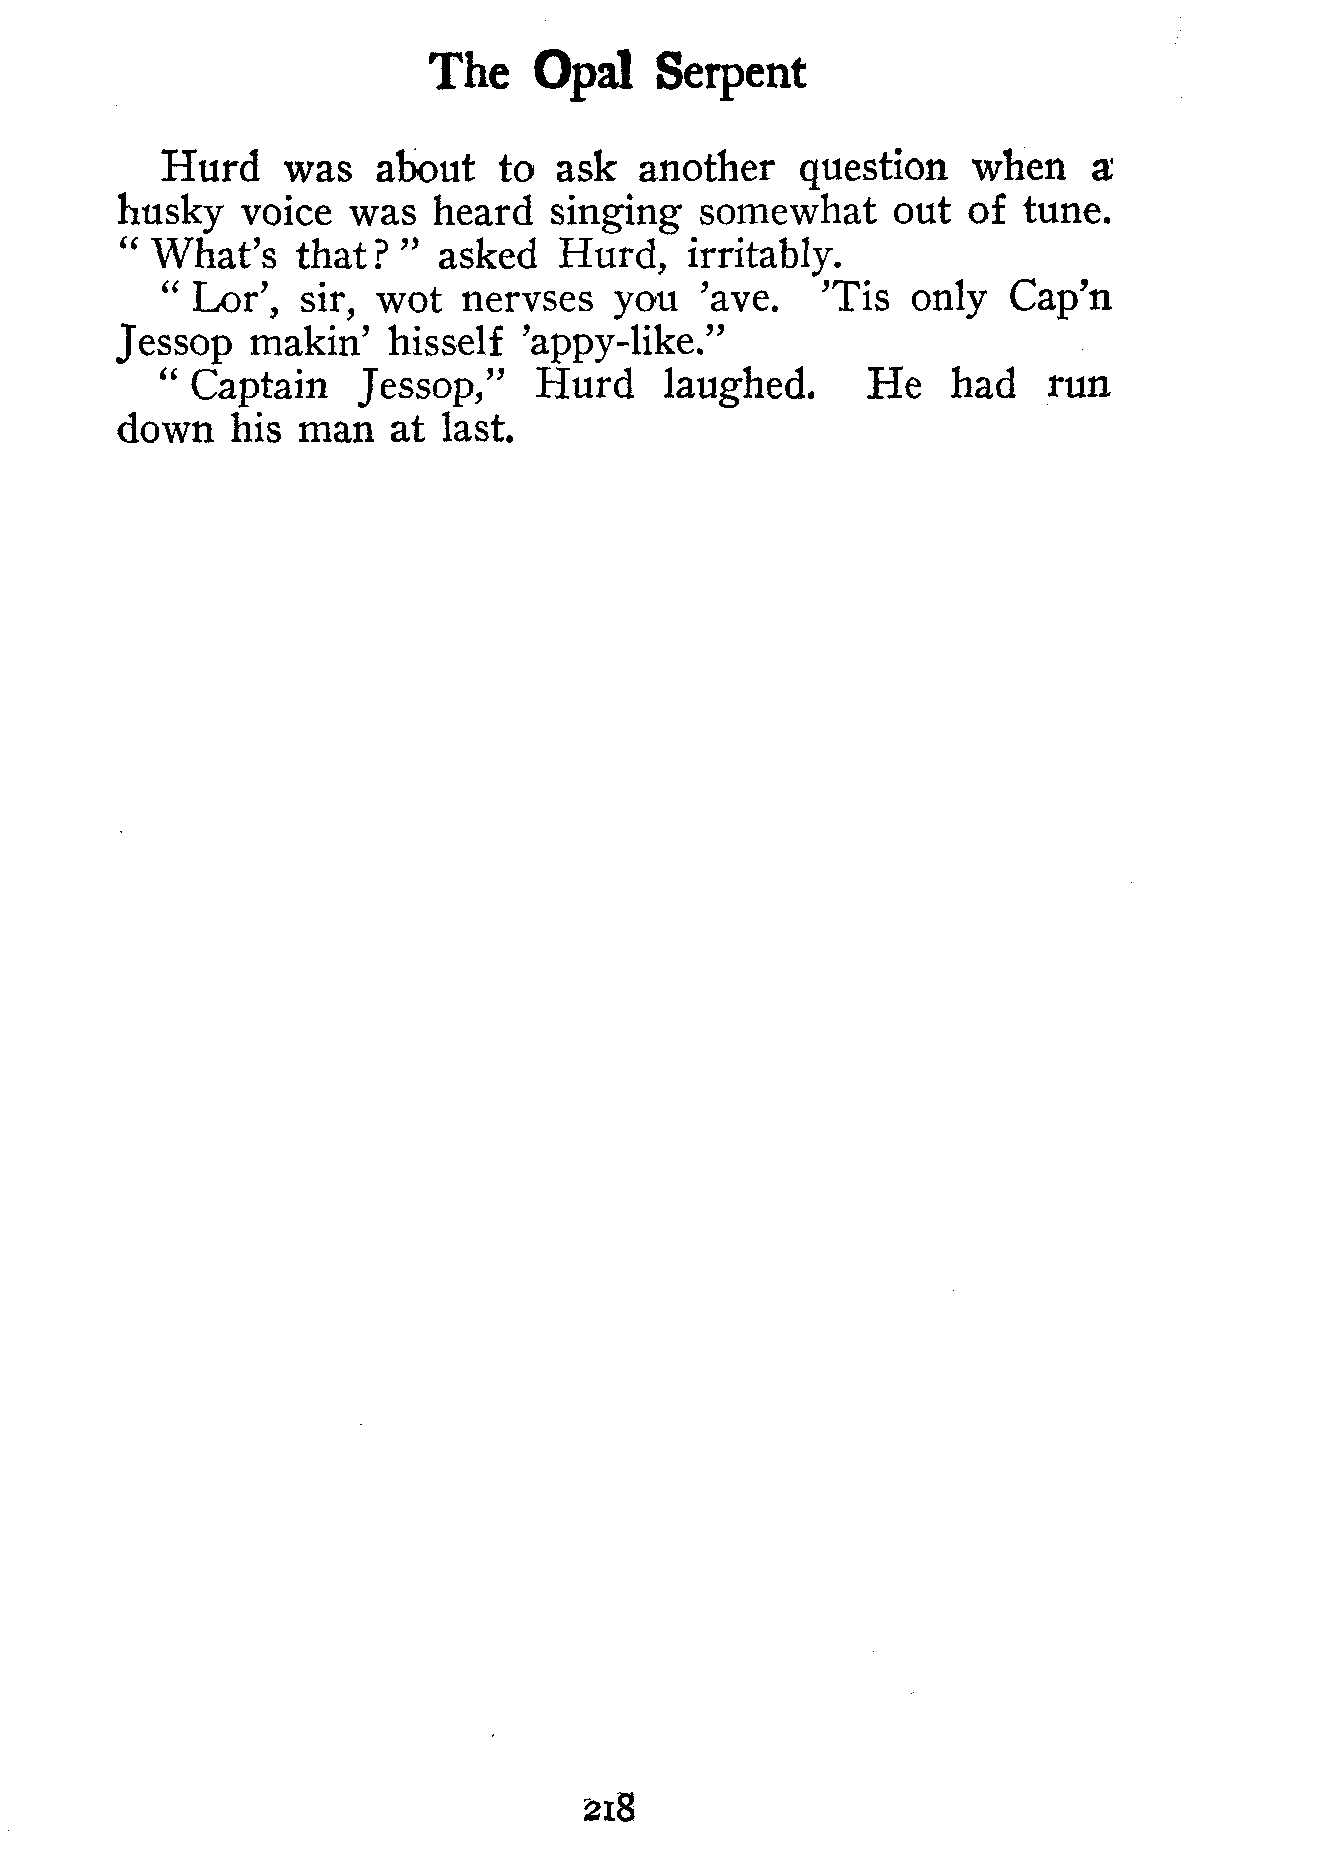 The Opal Serpent
Hurd was about to ask another question when a
husky voice was heard singing somewhat out of tune.
“ What’s that? ” asked Hurd, irritably.
“ Lor’, sir, wot nervses you ’ave. ’Tis only Cap’n
Jessop makin’ hisself ’appy-like.”
“ Captain Jessop,” Hurd laughed. He had run
down his man at last.
218